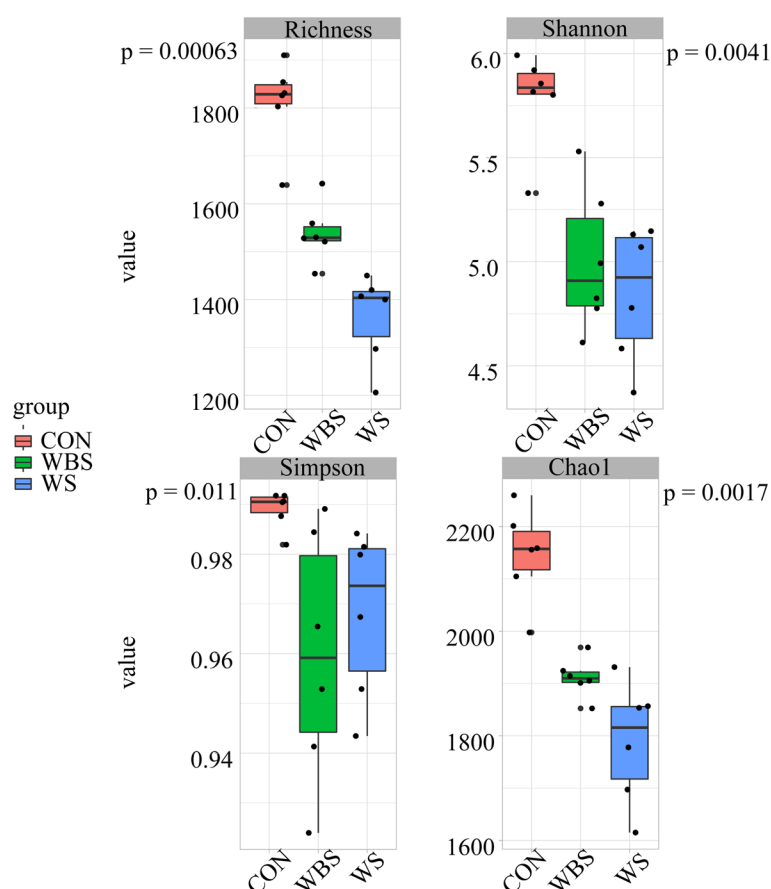 Richness
p = 0.00063
1800
1600
1400
1200
value
CON
WBS
WS
Shannon
p = 0.0041
6.0
5.5
5.0
4.5
CON
WBS
WS
group
CON
WBS
WS
Simpson
p = 0.011
0.98
0.96
0.94
value
CON
WBS
WS
Chao1
p = 0.0017
2200
2000
1800
1600
CON
WBS
WS